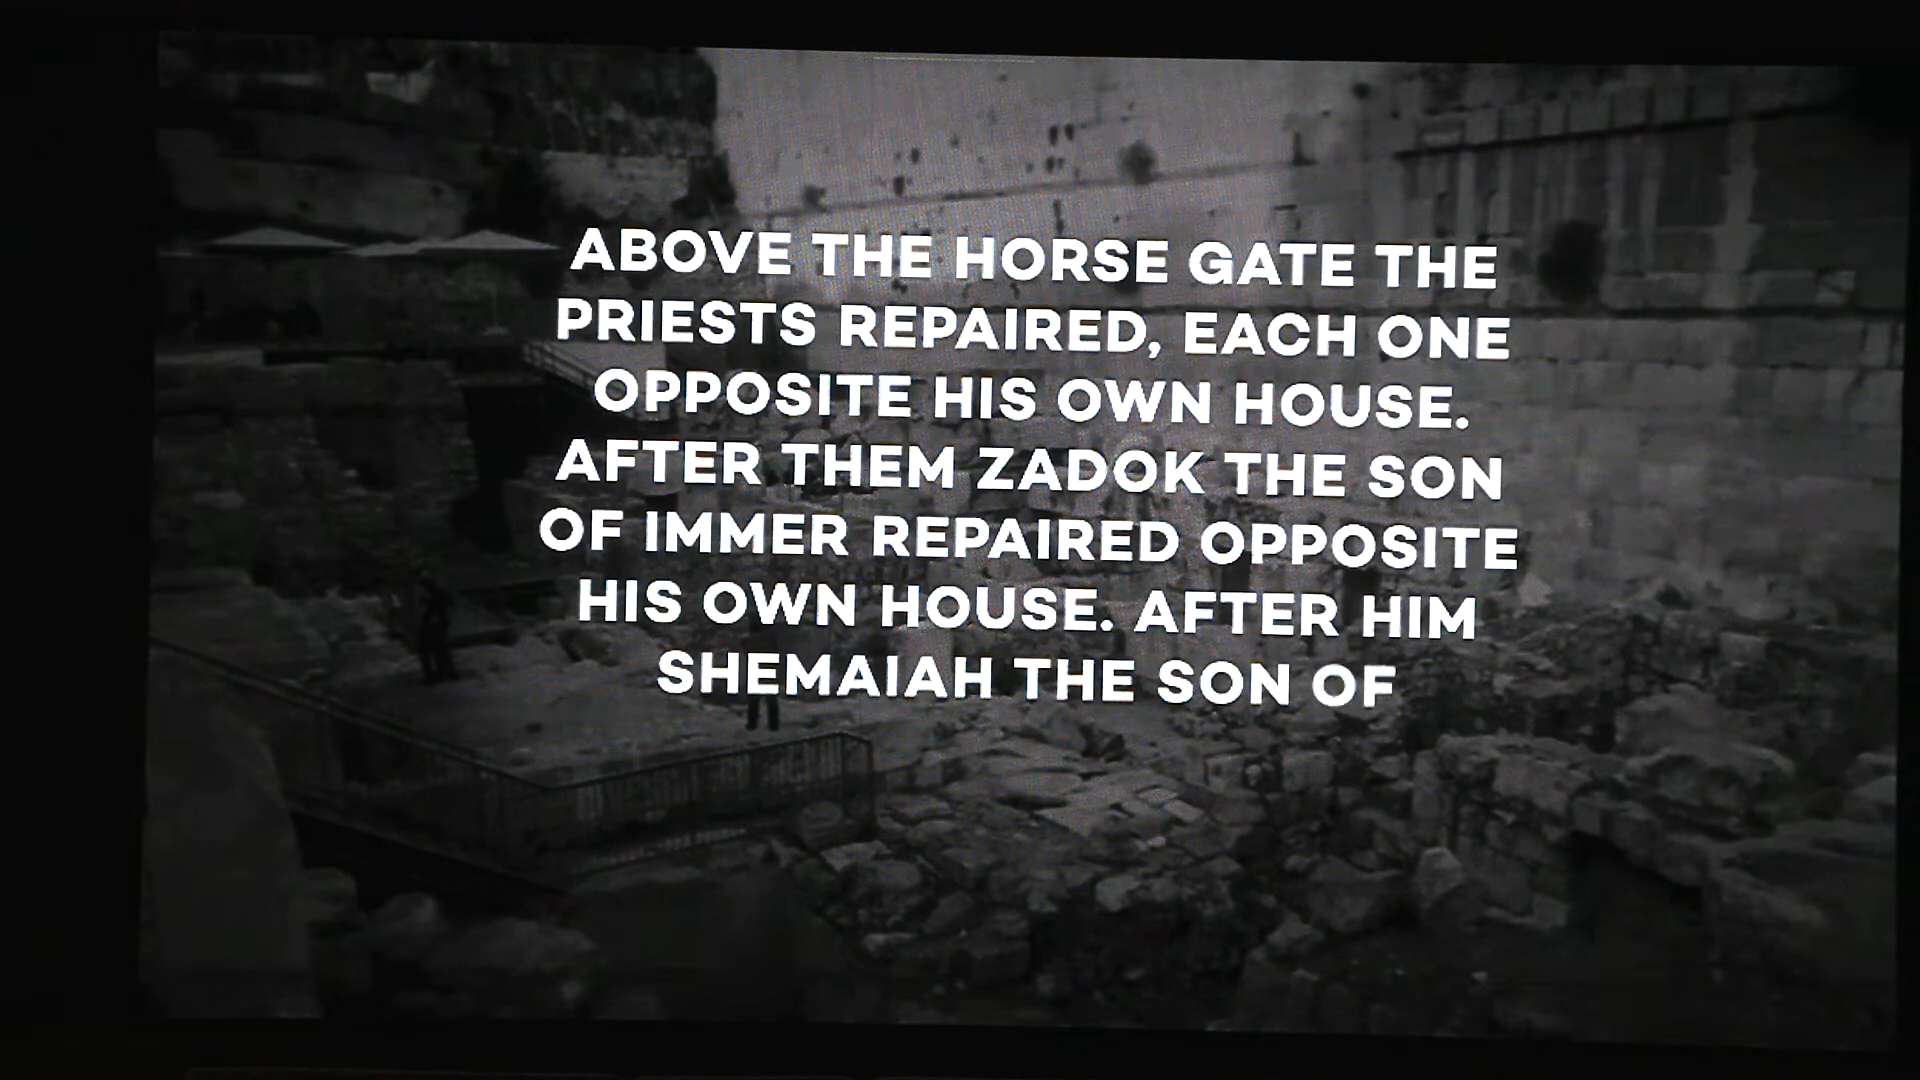 ABOVE THE HORSE GATE THE
PRIESTS REPAIRED, EACH ONE
OPPOSITE HIS OWN HOUSE.
AFTER THEM ZADOK THE SON
OF IMMER REPAIRED OPPOSITE
HIS OWN HOUSE. AFTER HIM
SHEMAIAH THE SON OF